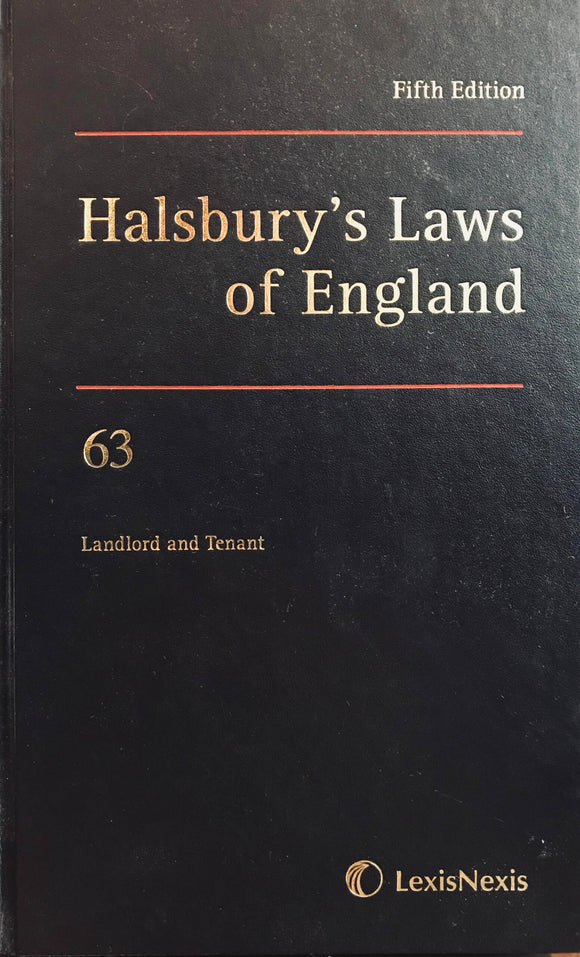 Fifth Edition
Halsbury’s Laws
of England
63
Landlord and Tenant
LexisNexis